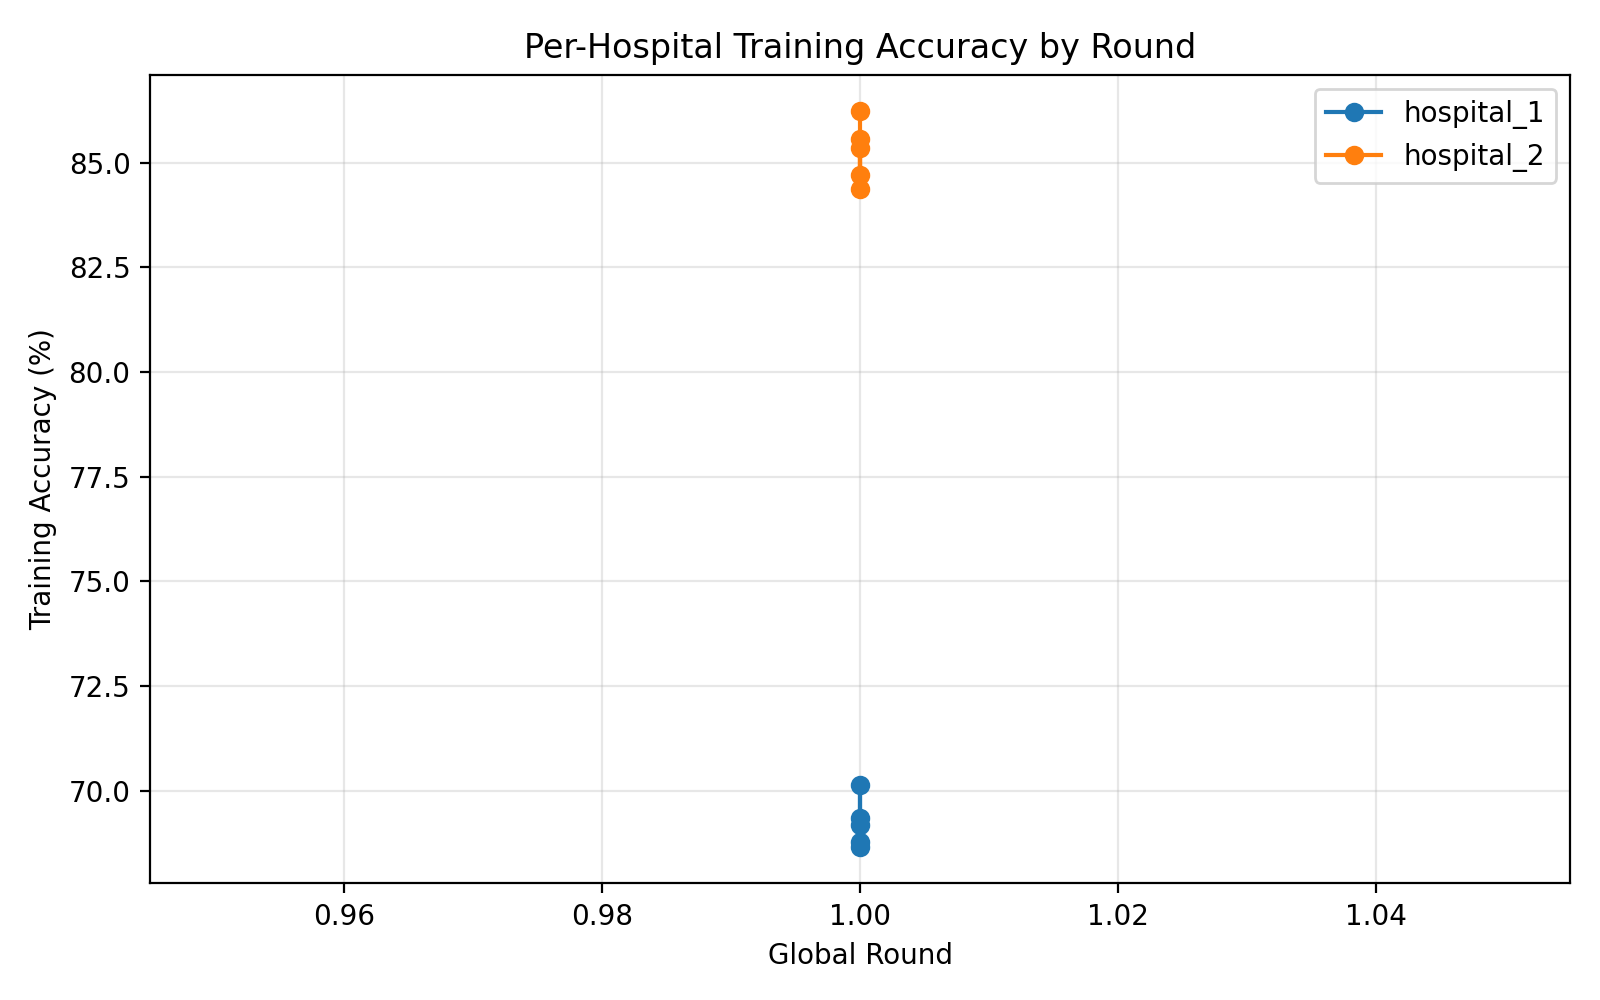 Per-Hospital Training Accuracy by Round
hospital_1
hospital_2
Training Accuracy (%)
85.0
82.5
80.0
77.5
75.0
72.5
70.0
0.96 0.98 1.00 1.02 1.04
Global Round